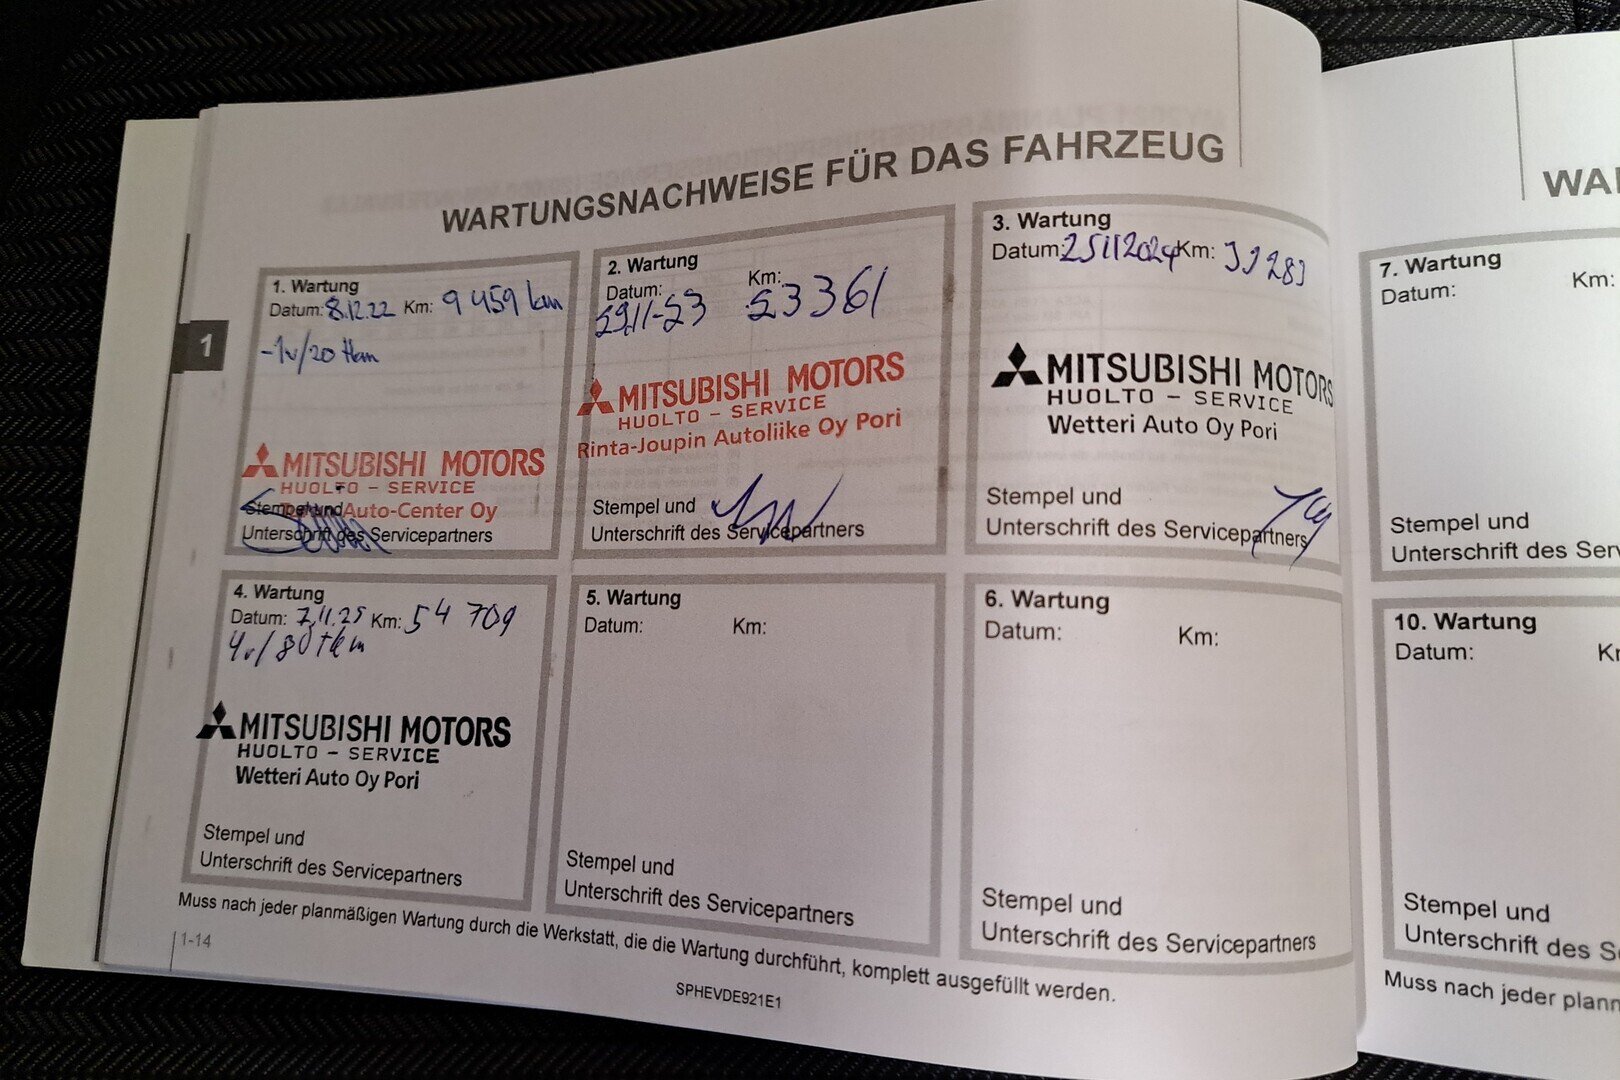 WARTUNGSNACHWEISE FÜR DAS FAHRZEUG
1. Wartung
Datum: 8.12.22 Km: 9 459 km
-1v/20 tkm
MITSUBISHI MOTORS
HUOLTO - SERVICE
Auto-Center Oy
Stempel und
Unterschrift des Servicepartners
2. Wartung
Datum: Km:
29.11-23 23361
MITSUBISHI MOTORS
HUOLTO - SERVICE
Rinta-Joupin Autoliike Oy Pori
Stempel und
Unterschrift des Servicepartners
3. Wartung
Datum: 25112024 Km: 39283
MITSUBISHI MOTORS
HUOLTO - SERVICE
Wetteri Auto Oy Pori
Stempel und
Unterschrift des Servicepartners
4. Wartung
Datum: 7.11.25 Km: 54 709
4v/80 tkm
MITSUBISHI MOTORS
HUOLTO - SERVICE
Wetteri Auto Oy Pori
Stempel und
Unterschrift des Servicepartners
5. Wartung
Datum: Km:
Stempel und
Unterschrift des Servicepartners
6. Wartung
Datum: Km:
Stempel und
Unterschrift des Servicepartners
Muss nach jeder planmäßigen Wartung durch die Werkstatt, die die Wartung durchführt, komplett ausgefüllt werden.
1
1-14
SPHEVDE921E1
WA
7. Wartung
Datum: Km:
Stempel und
Unterschrift des Ser
10. Wartung
Datum:
Stempel und
Unterschrift des S
Muss nach jeder plan